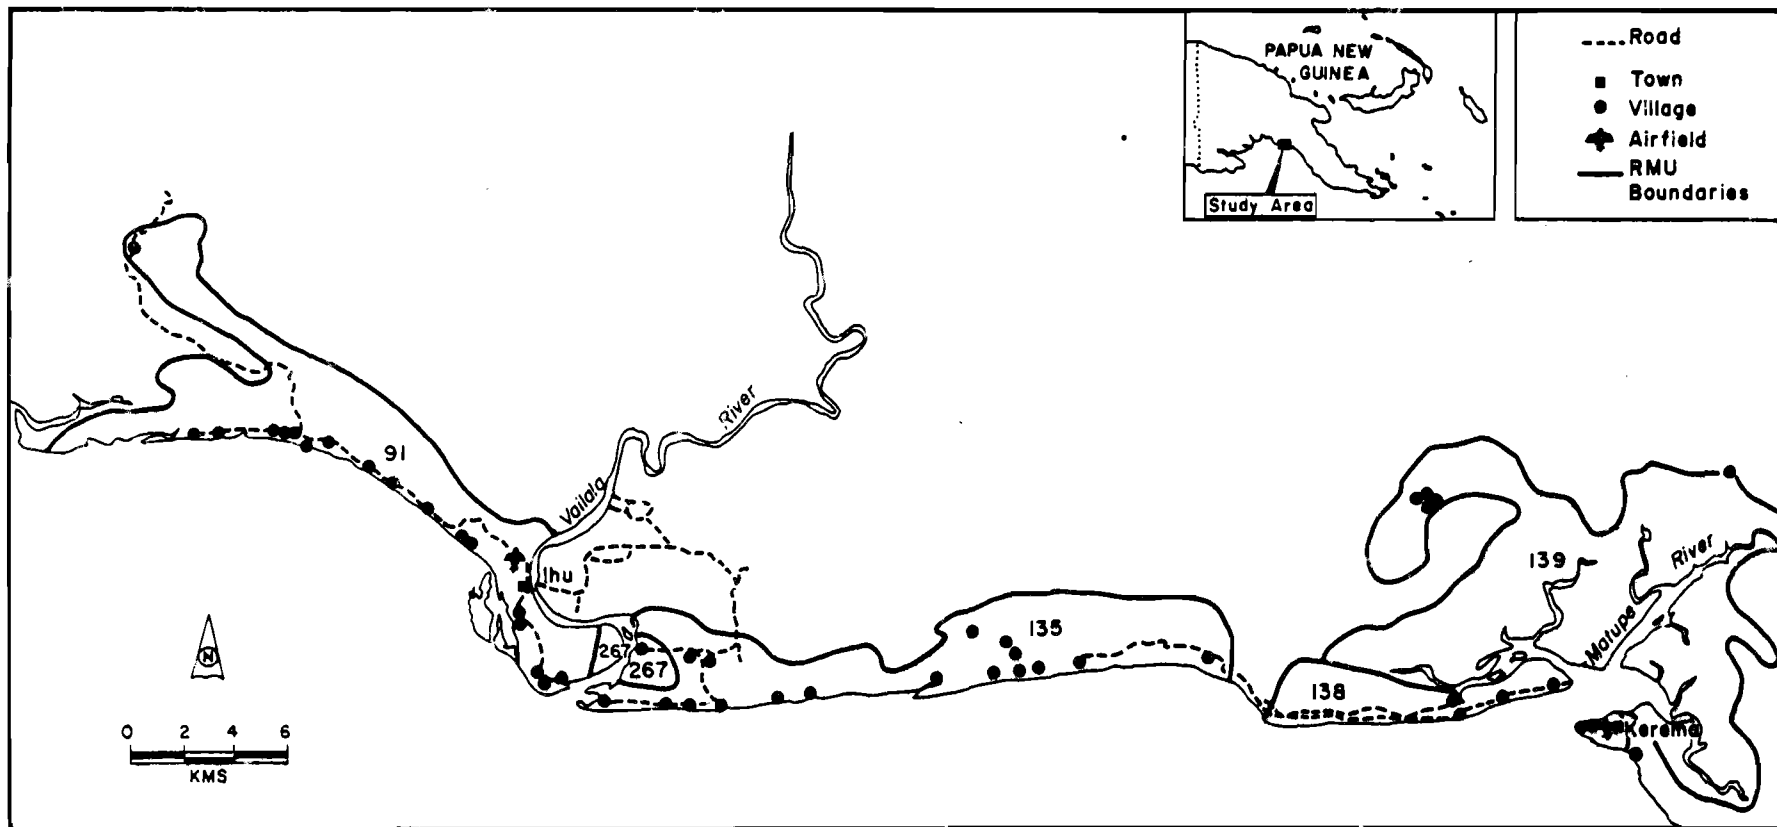 PAPUA NEW
GUINEA
Study Area
Road
Town
Village
Airfield
RMU
Boundaries
River
91
Vailala
Ihu
267
267
135
139
River
Matupe
138
Kerema
N
0 2 4 6
KMS